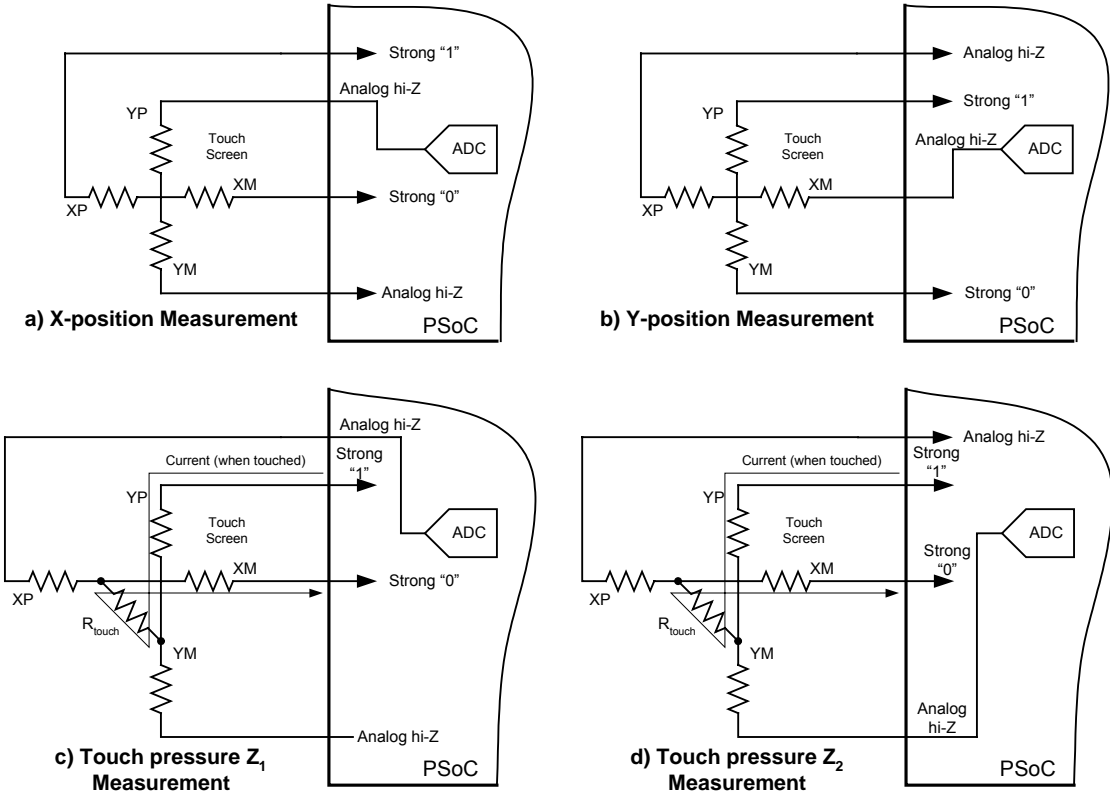 Strong “1”
Analog hi-Z
YP
Touch
Screen
ADC
XM
Strong “0”
XP
YM
Analog hi-Z
a) X-position Measurement
PSoC
Analog hi-Z
Strong “1”
YP
Analog hi-Z
Touch
Screen
ADC
XM
XP
YM
Strong “0”
b) Y-position Measurement
PSoC
Analog hi-Z
Current (when touched)
Strong
“1”
YP
Touch
Screen
ADC
XM
Strong “0”
XP
Rtouch
YM
Analog hi-Z
c) Touch pressure Z1
Measurement
PSoC
Analog hi-Z
Current (when touched)
Strong
“1”
YP
Touch
Screen
ADC
Strong
“0”
XM
XP
Rtouch
YM
Analog
hi-Z
d) Touch pressure Z2
Measurement
PSoC